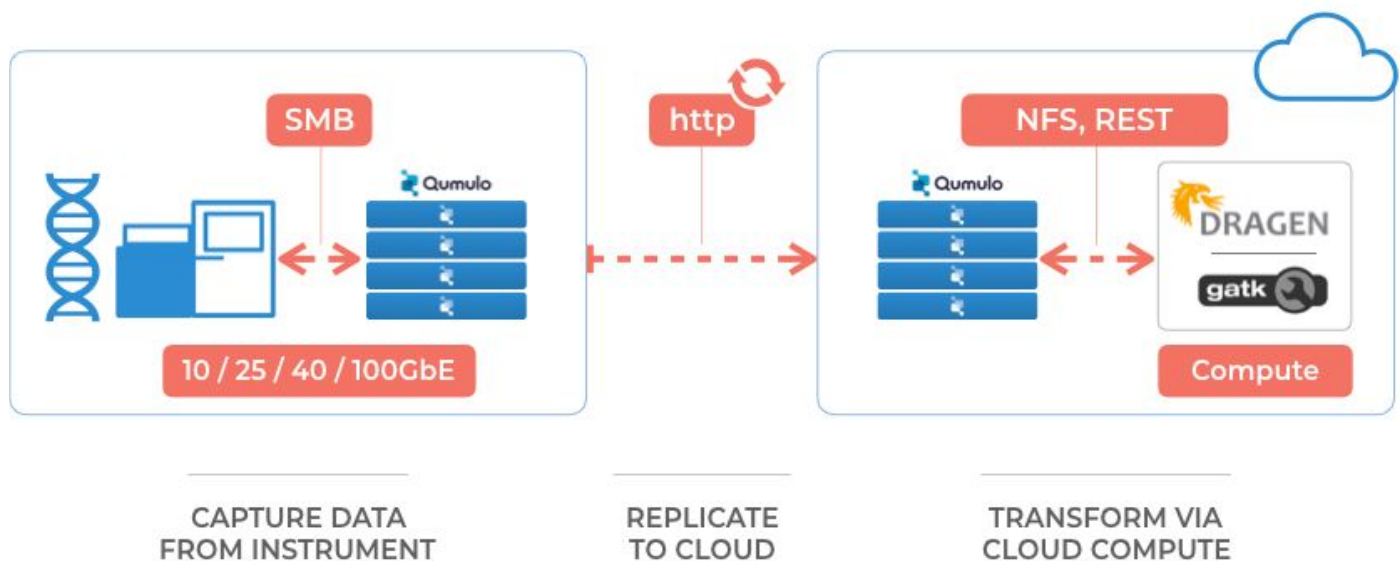 SMB
Qumulo
10 / 25 / 40 / 100GbE
http
NFS, REST
Qumulo
DRAGEN
gatk
Compute
CAPTURE DATA
FROM INSTRUMENT
REPLICATE
TO CLOUD
TRANSFORM VIA
CLOUD COMPUTE